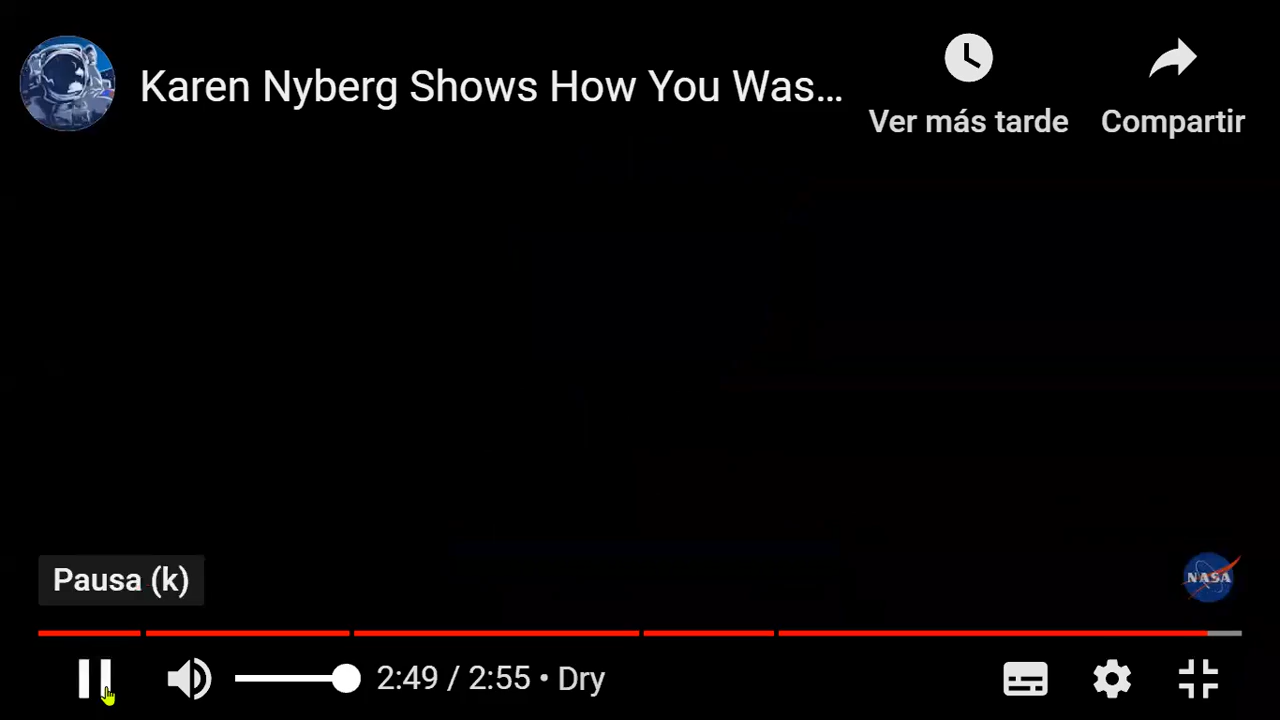 Karen Nyberg Shows How You Was...
Ver más tarde
Compartir
Pausa (k)
NASA
2:49 / 2:55 • Dry